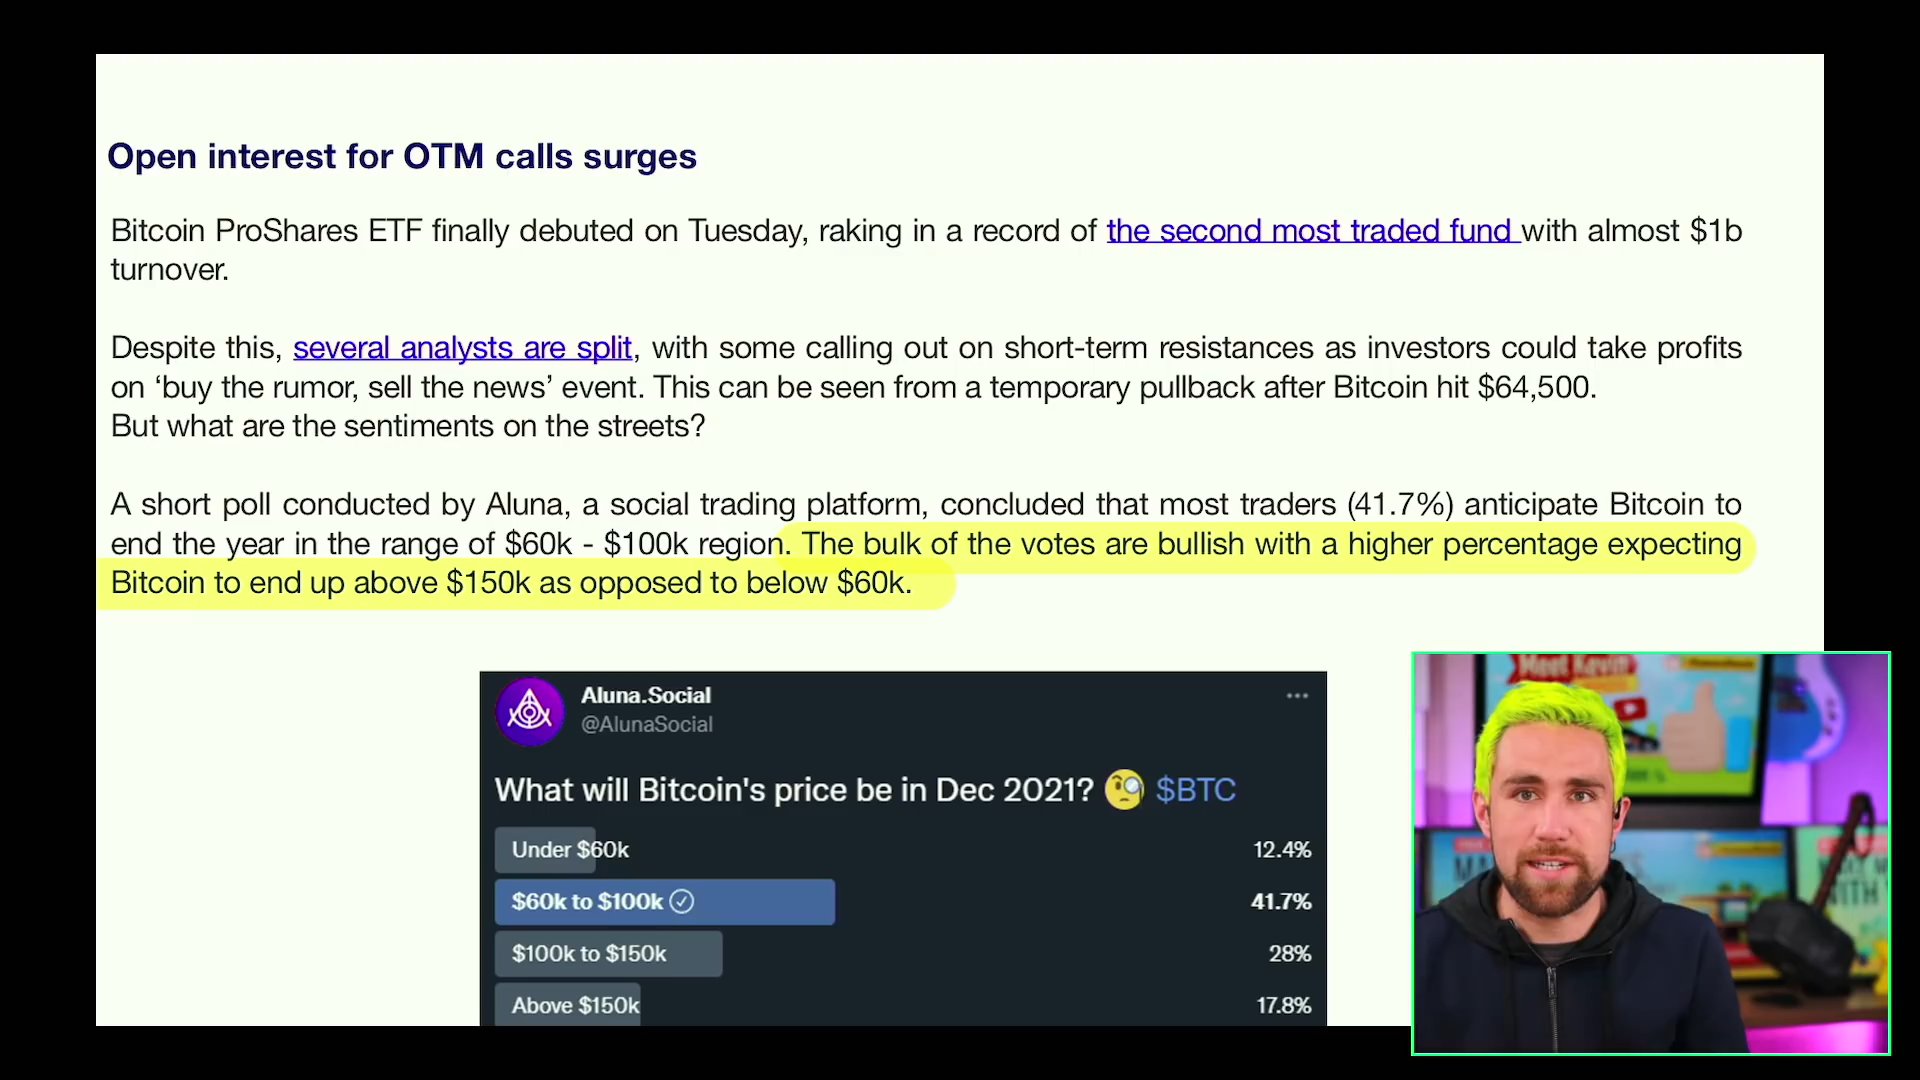 Open interest for OTM calls surges
Bitcoin ProShares ETF finally debuted on Tuesday, raking in a record of the second most traded fund with almost $1b
turnover.
Despite this, several analysts are split, with some calling out on short-term resistances as investors could take profits
on ‘buy the rumor, sell the news’ event. This can be seen from a temporary pullback after Bitcoin hit $64,500.
But what are the sentiments on the streets?
A short poll conducted by Aluna, a social trading platform, concluded that most traders (41.7%) anticipate Bitcoin to
end the year in the range of $60k - $100k region. The bulk of the votes are bullish with a higher percentage expecting
Bitcoin to end up above $150k as opposed to below $60k.
Aluna.Social
@AlunaSocial
What will Bitcoin's price be in Dec 2021? $BTC
Under $60k 12.4%
$60k to $100k 41.7%
$100k to $150k 28%
Above $150k 17.8%
Meet Kevin